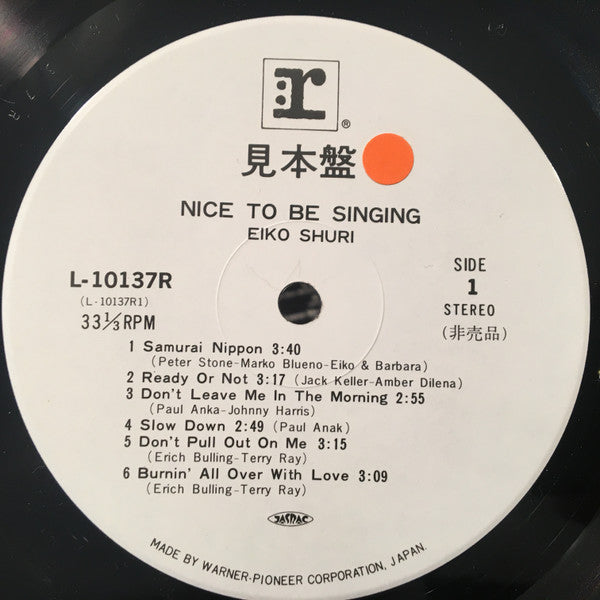 r
®
見本盤
NICE TO BE SINGING
EIKO SHURI
L-10137R
(L-10137R1)
33⅓RPM
SIDE
1
STEREO
(非売品)
1 Samurai Nippon 3:40
(Peter Stone-Marko Blueno-Eiko & Barbara)
2 Ready Or Not 3:17 (Jack Keller-Amber Dilena)
3 Don't Leave Me In The Morning 2:55
(Paul Anka-Johnny Harris)
4 Slow Down 2:49 (Paul Anak)
5 Don't Pull Out On Me 3:15
(Erich Bulling-Terry Ray)
6 Burnin' All Over With Love 3:09
(Erich Bulling-Terry Ray)
JASRAC
MADE BY WARNER-PIONEER CORPORATION, JAPAN.